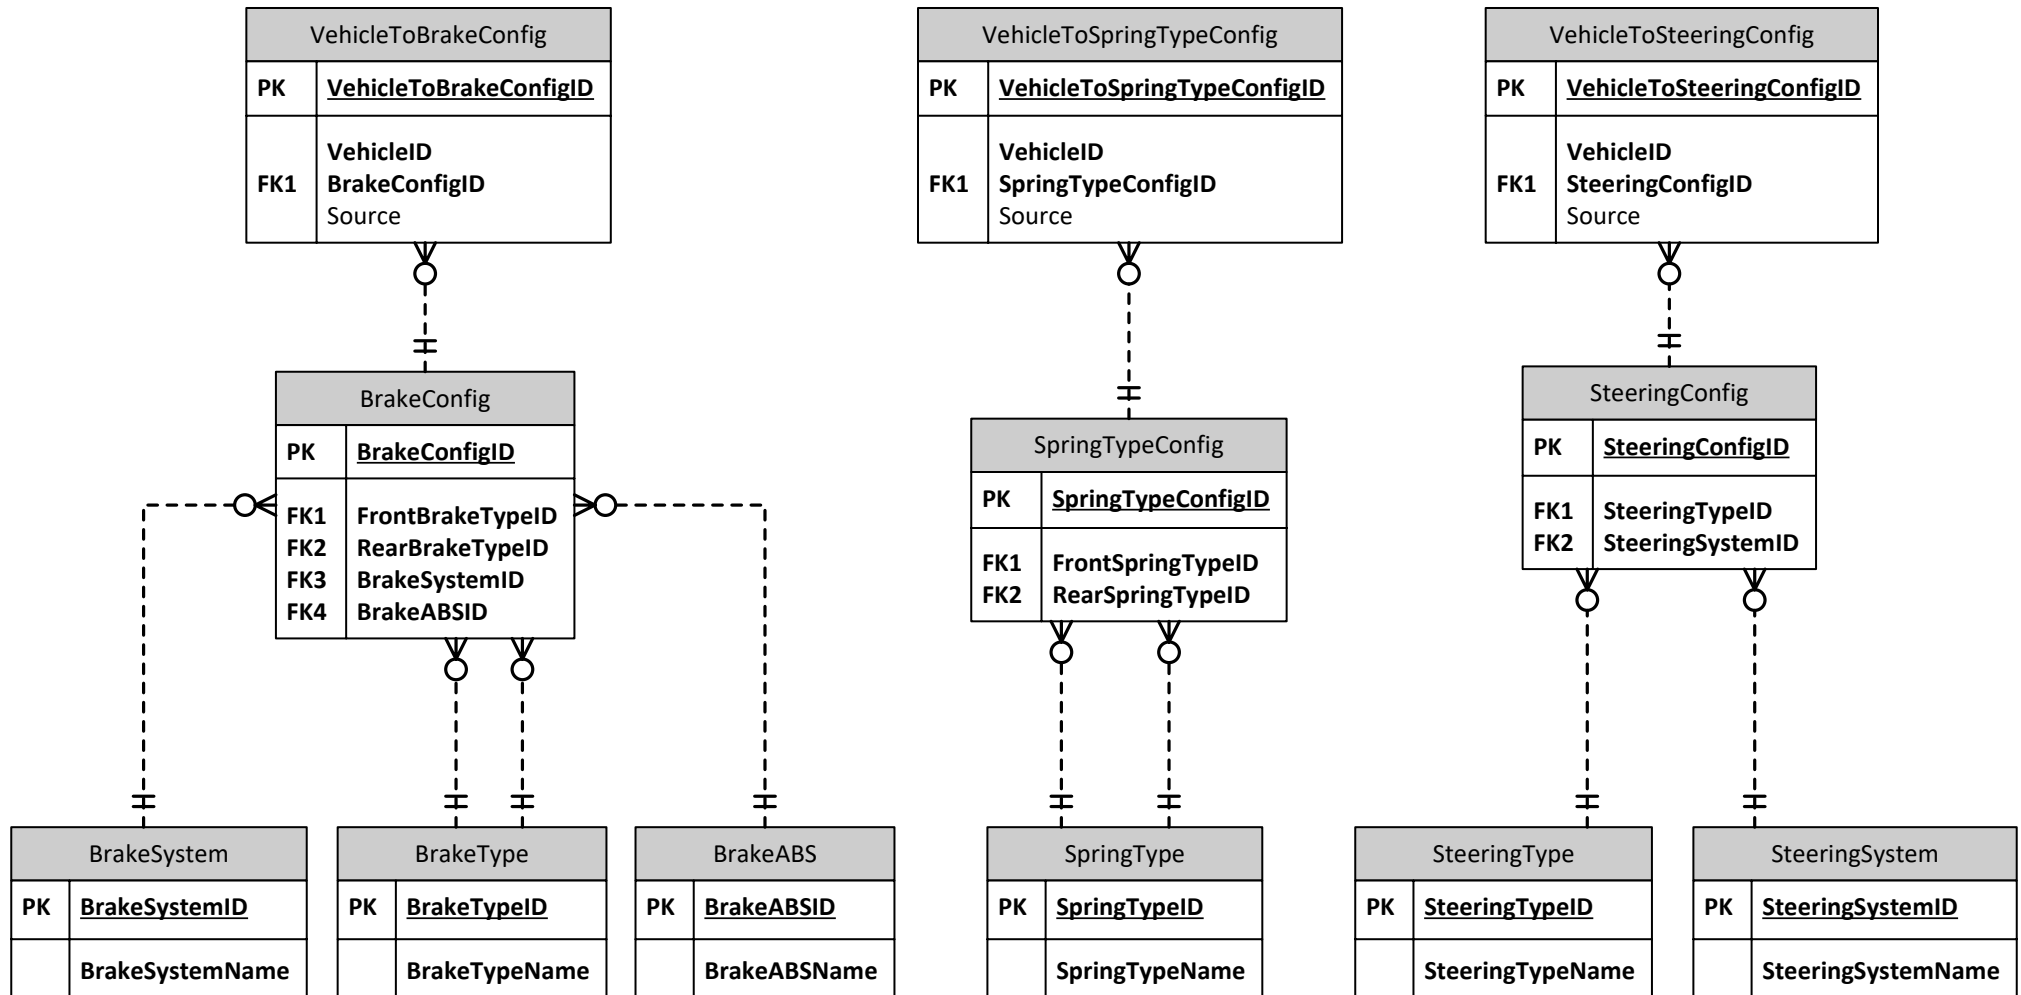 VehicleToBrakeConfig
PK VehicleToBrakeConfigID
VehicleID
FK1 BrakeConfigID
Source
VehicleToSpringTypeConfig
PK VehicleToSpringTypeConfigID
VehicleID
FK1 SpringTypeConfigID
Source
VehicleToSteeringConfig
PK VehicleToSteeringConfigID
VehicleID
FK1 SteeringConfigID
Source
BrakeConfig
PK BrakeConfigID
FK1 FrontBrakeTypeID
FK2 RearBrakeTypeID
FK3 BrakeSystemID
FK4 BrakeABSID
SpringTypeConfig
PK SpringTypeConfigID
FK1 FrontSpringTypeID
FK2 RearSpringTypeID
SteeringConfig
PK SteeringConfigID
FK1 SteeringTypeID
FK2 SteeringSystemID
BrakeSystem
PK BrakeSystemID
BrakeSystemName
BrakeType
PK BrakeTypeID
BrakeTypeName
BrakeABS
PK BrakeABSID
BrakeABSName
SpringType
PK SpringTypeID
SpringTypeName
SteeringType
PK SteeringTypeID
SteeringTypeName
SteeringSystem
PK SteeringSystemID
SteeringSystemName